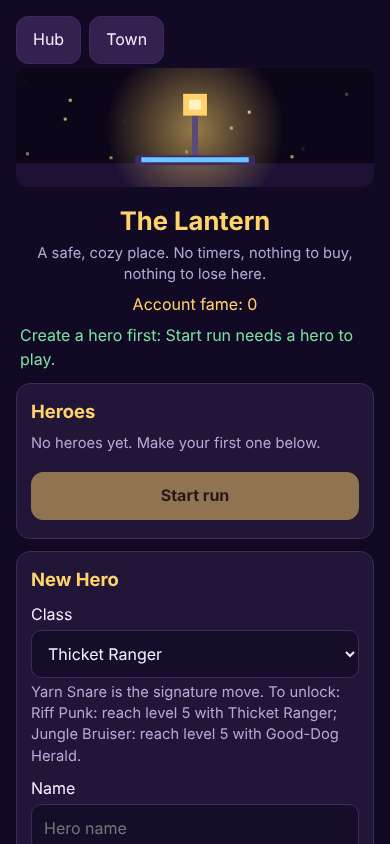 Hub
Town
The Lantern
A safe, cozy place. No timers, nothing to buy,
nothing to lose here.
Account fame: 0
Create a hero first: Start run needs a hero to
play.
Heroes
No heroes yet. Make your first one below.
Start run
New Hero
Class
Thicket Ranger
Yarn Snare is the signature move. To unlock:
Riff Punk: reach level 5 with Thicket Ranger;
Jungle Bruiser: reach level 5 with Good-Dog
Herald.
Name
Hero name